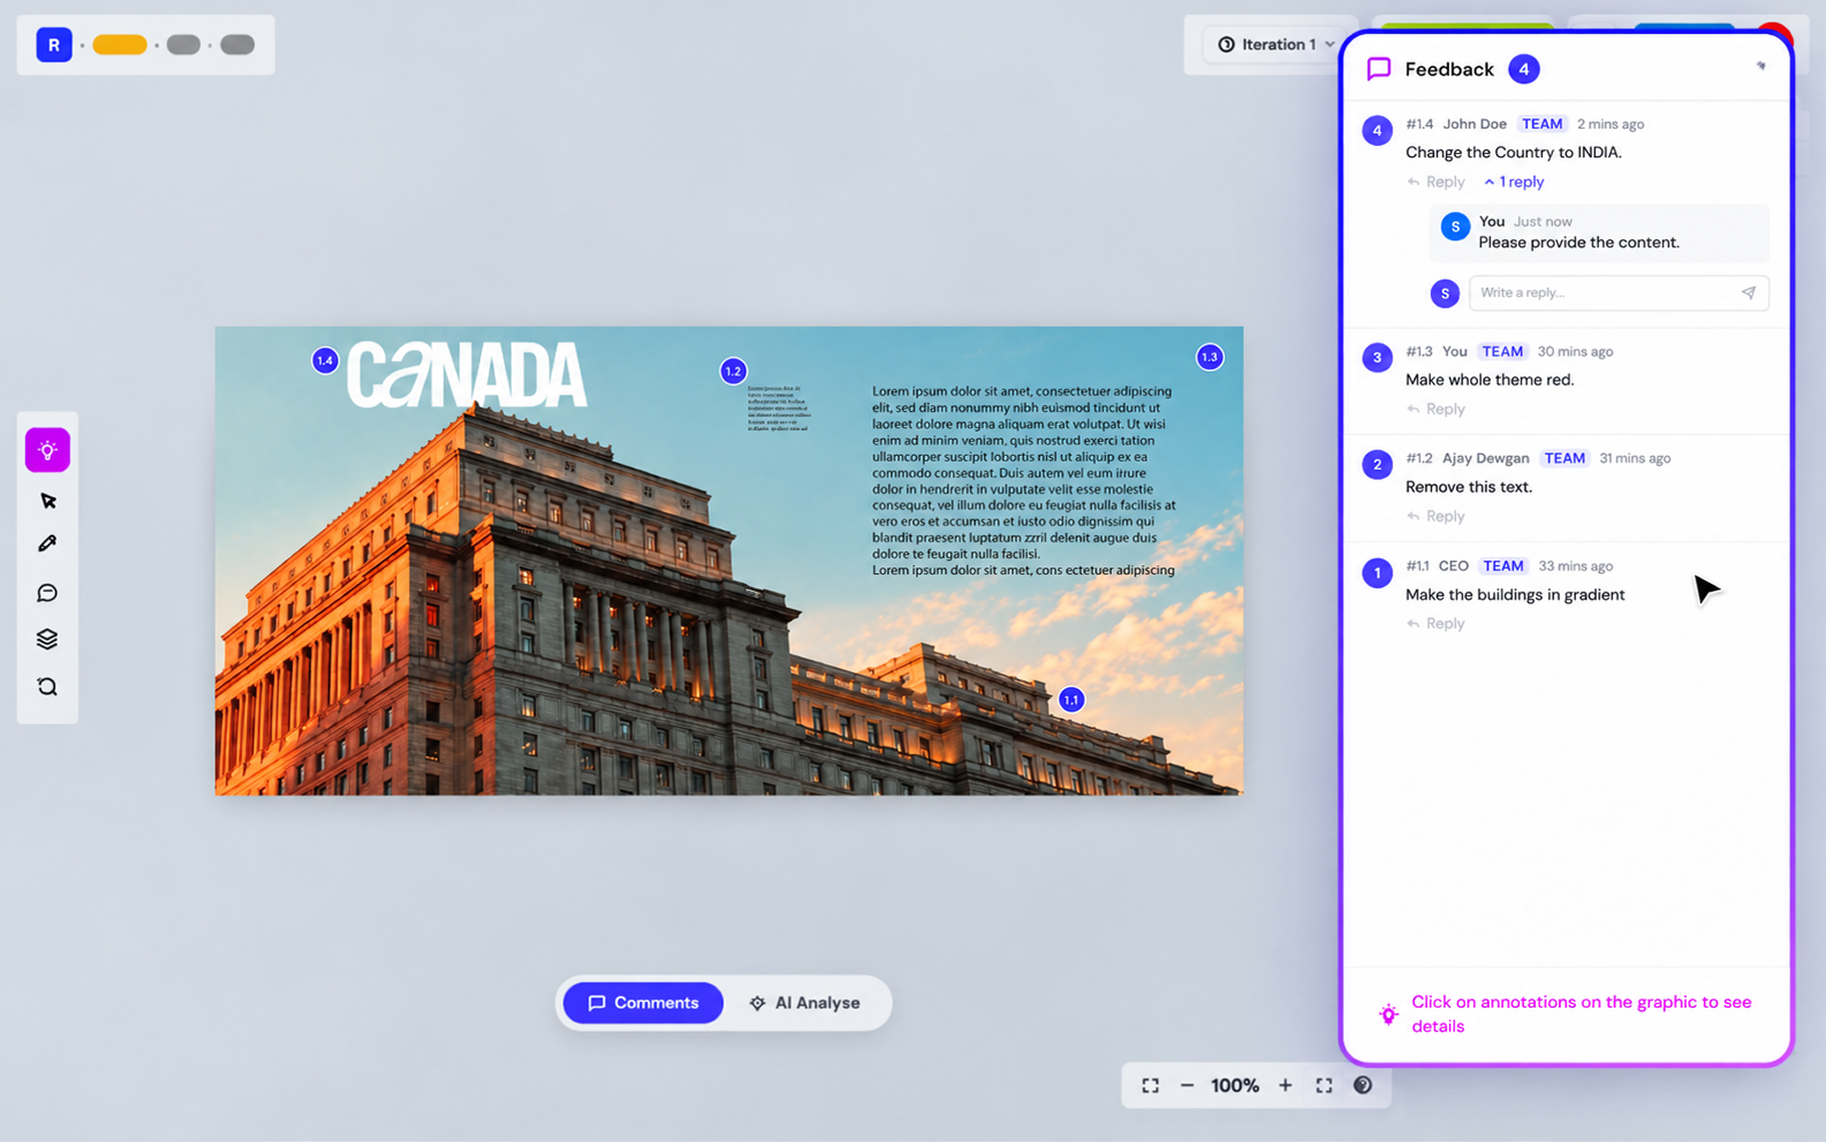 R
Iteration 1
Feedback 4
4 #1.4 John Doe TEAM 2 mins ago
Change the Country to INDIA.
Reply 1 reply
S You Just now
Please provide the content.
S Write a reply...
3 #1.3 You TEAM 30 mins ago
Make whole theme red.
Reply
2 #1.2 Ajay Dewgan TEAM 31 mins ago
Remove this text.
Reply
1 #1.1 CEO TEAM 33 mins ago
Make the buildings in gradient
Reply
Click on annotations on the graphic to see
details
1.4 CaNADA
1.2
1.3
Lorem ipsum dolor sit amet, consectetuer adipiscing
elit, sed diam nonummy nibh euismod tincidunt ut
laoreet dolore magna aliquam erat volutpat. Ut wisi
enim ad minim veniam, quis nostrud exerci tation
ullamcorper suscipit lobortis nisl ut aliquip ex ea
commodo consequat. Duis autem vel eum irıure
dolor in hendrerit in vulputate velit esse molestie
consequat, vel illum dolore eu feugiat nulla facilisis at
vero eros et accumsan et iusto odio dignissim qui
blandit praesent luptatum zzril delenit augue duis
dolore te feugait nulla facilisi.
Lorem ipsum dolor sit amet, cons ectetuer adipiscing
1.1
Comments AI Analyse
100%